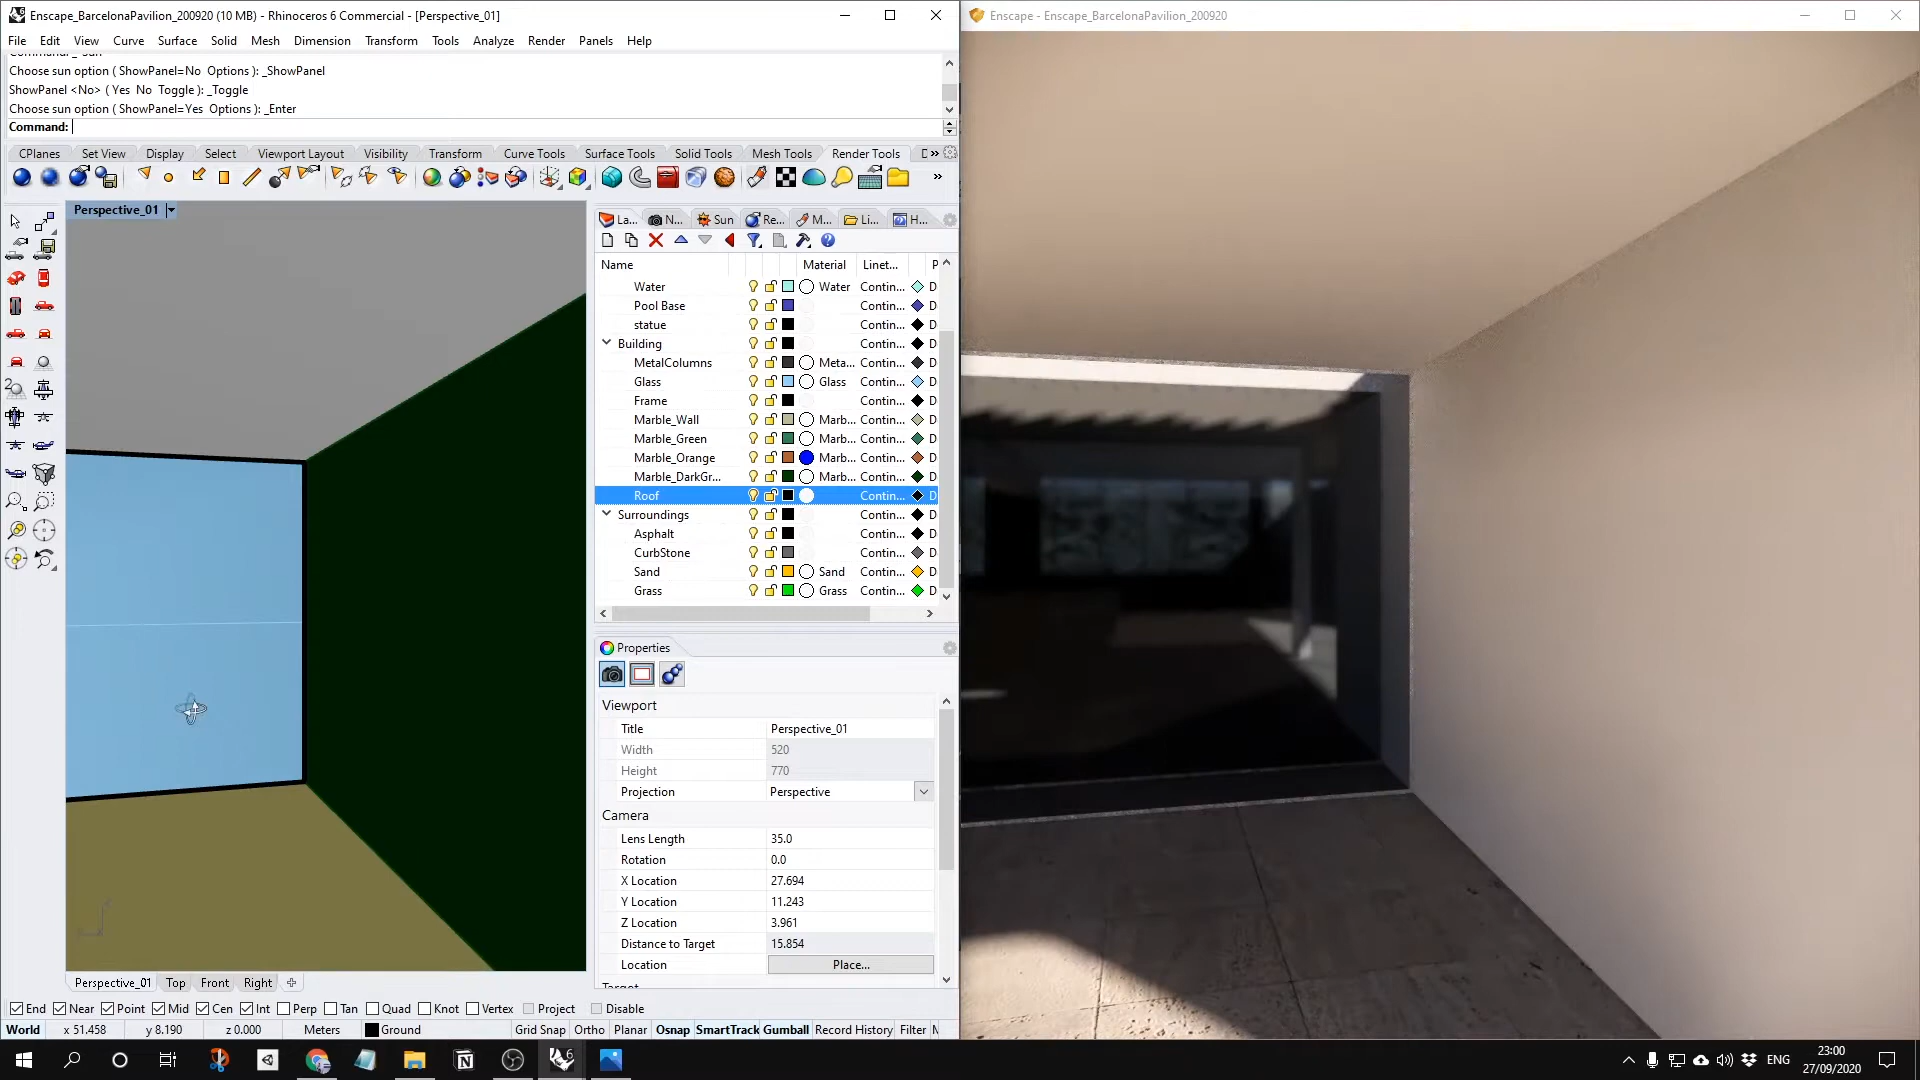 Enscape_BarcelonaPavilion_200920 (10 MB) - Rhinoceros 6 Commercial - [Perspective_01]
File Edit View Curve Surface Solid Mesh Dimension Transform Tools Analyze Render Panels Help
Choose sun option ( ShowPanel=No Options ): _ShowPanel
ShowPanel <No> ( Yes No Toggle ): _Toggle
Choose sun option ( ShowPanel=Yes Options ): _Enter
Command:
CPlanes Set View Display Select Viewport Layout Visibility Transform Curve Tools Surface Tools Solid Tools Mesh Tools Render Tools D »
Perspective_01
La... N... Sun Re... M... Li... H...
Name Material Linet... P
Water Water Contin... D
Pool Base Contin... D
statue Contin... D
Building
MetalColumns Meta... Contin... D
Glass Glass Contin... D
Frame Contin... D
Marble_Wall Marb... Contin... D
Marble_Green Marb... Contin... D
Marble_Orange Marb... Contin... D
Marble_DarkGr... Marb... Contin... D
Roof Contin... D
Surroundings Contin... D
Asphalt Contin... D
CurbStone Contin... D
Sand Sand Contin... D
Grass Grass Contin... D
Properties
Viewport
Title Perspective_01
Width 520
Height 770
Projection Perspective
Camera
Lens Length 35.0
Rotation 0.0
X Location 27.694
Y Location 11.243
Z Location 3.961
Distance to Target 15.854
Location Place...
Perspective_01 Top Front Right
End Near Point Mid Cen Int Perp Tan Quad Knot Vertex Project Disable
World x 51.458 y 8.190 z 0.000 Meters Ground Grid Snap Ortho Planar Osnap SmartTrack Gumball Record History Filter M
Enscape - Enscape_BarcelonaPavilion_200920
ENG
23:00
27/09/2020